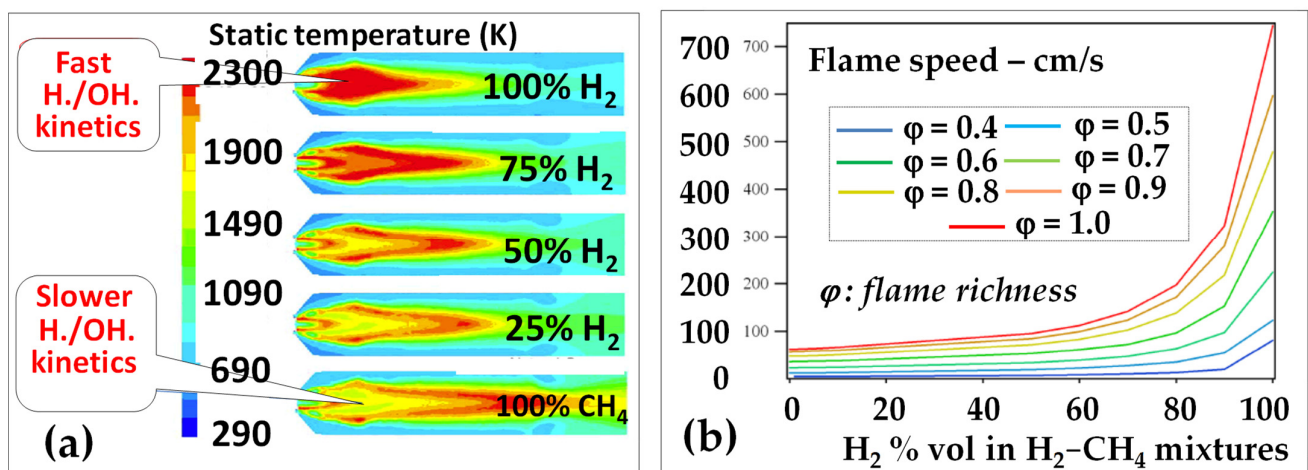 Static temperature (K)
Fast
H./OH.
kinetics
Slower
H./OH.
kinetics
2300
1900
1490
1090
690
290
100% H₂
75% H₂
50% H₂
25% H₂
100% CH₄
(a)
Flame speed – cm/s
φ = 0.4
φ = 0.5
φ = 0.6
φ = 0.7
φ = 0.8
φ = 0.9
φ = 1.0
φ: flame richness
700 700
600 600
500 500
400 400
300 300
200 200
100 100
0
0 20 40 60 80 100
H₂ % vol in H₂–CH₄ mixtures
(b)